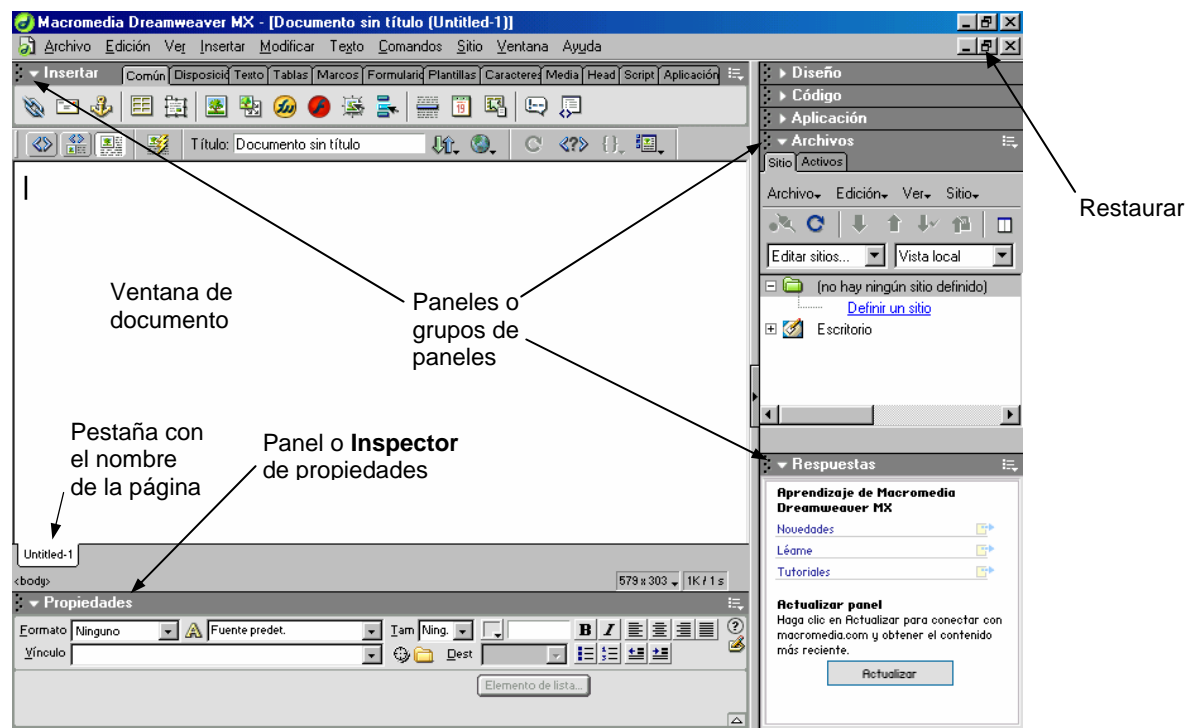 Macromedia Dreamweaver MX - [Documento sin título (Untitled-1)]
Archivo Edición Ver Insertar Modificar Texto Comandos Sitio Ventana Ayuda
Insertar Común Disposició Texto Tablas Marcos Formulario Plantillas Caracteres Media Head Script Aplicación
Título: Documento sin título
Diseño
Código
Aplicación
Archivos
Sitio Activos
Archivo Edición Ver Sitio
Editar sitios... Vista local
(no hay ningún sitio definido)
Definir un sitio
Escritorio
Restaurar
Ventana de
documento
Paneles o
grupos de
paneles
Pestaña con
el nombre
de la página
Panel o Inspector
de propiedades
Untitled-1
<body>
579 x 303 1K / 1 s
Propiedades
Formato Ninguno Fuente predet. Tam Ning. B I
Vínculo Dest
Elemento de lista...
Respuestas
Aprendizaje de Macromedia
Dreamweaver MX
Novedades
Léame
Tutoriales
Actualizar panel
Haga clic en Actualizar para conectar con
macromedia.com y obtener el contenido
más reciente.
Actualizar